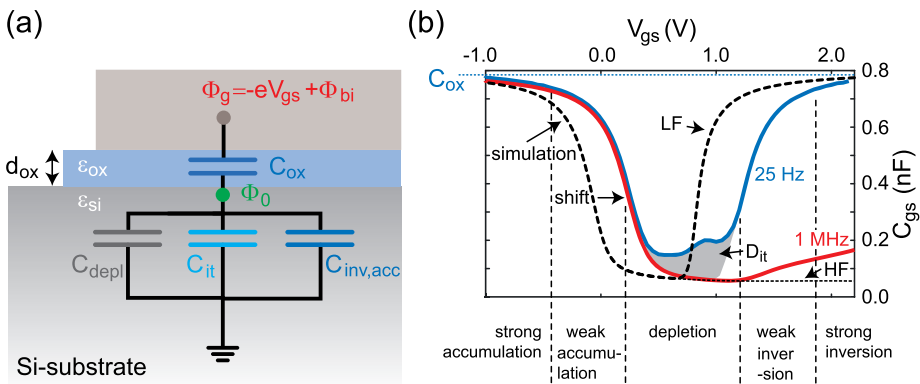 (a)
Φg=-eVgs+Φbi
dox
εox
Cox
εsi
Φ0
Cdepl
Cit
Cinv,acc
Si-substrate
(b)
Vgs (V)
-1.0 0.0 1.0 2.0
Cox
0.8
LF
simulation
0.6
25 Hz
0.4
shift
Cgs (nF)
0.2
Dit
1 MHz
HF
0.0
strong
accumulation
weak
accumu-
lation
depletion
weak
inver
-sion
strong
inversion